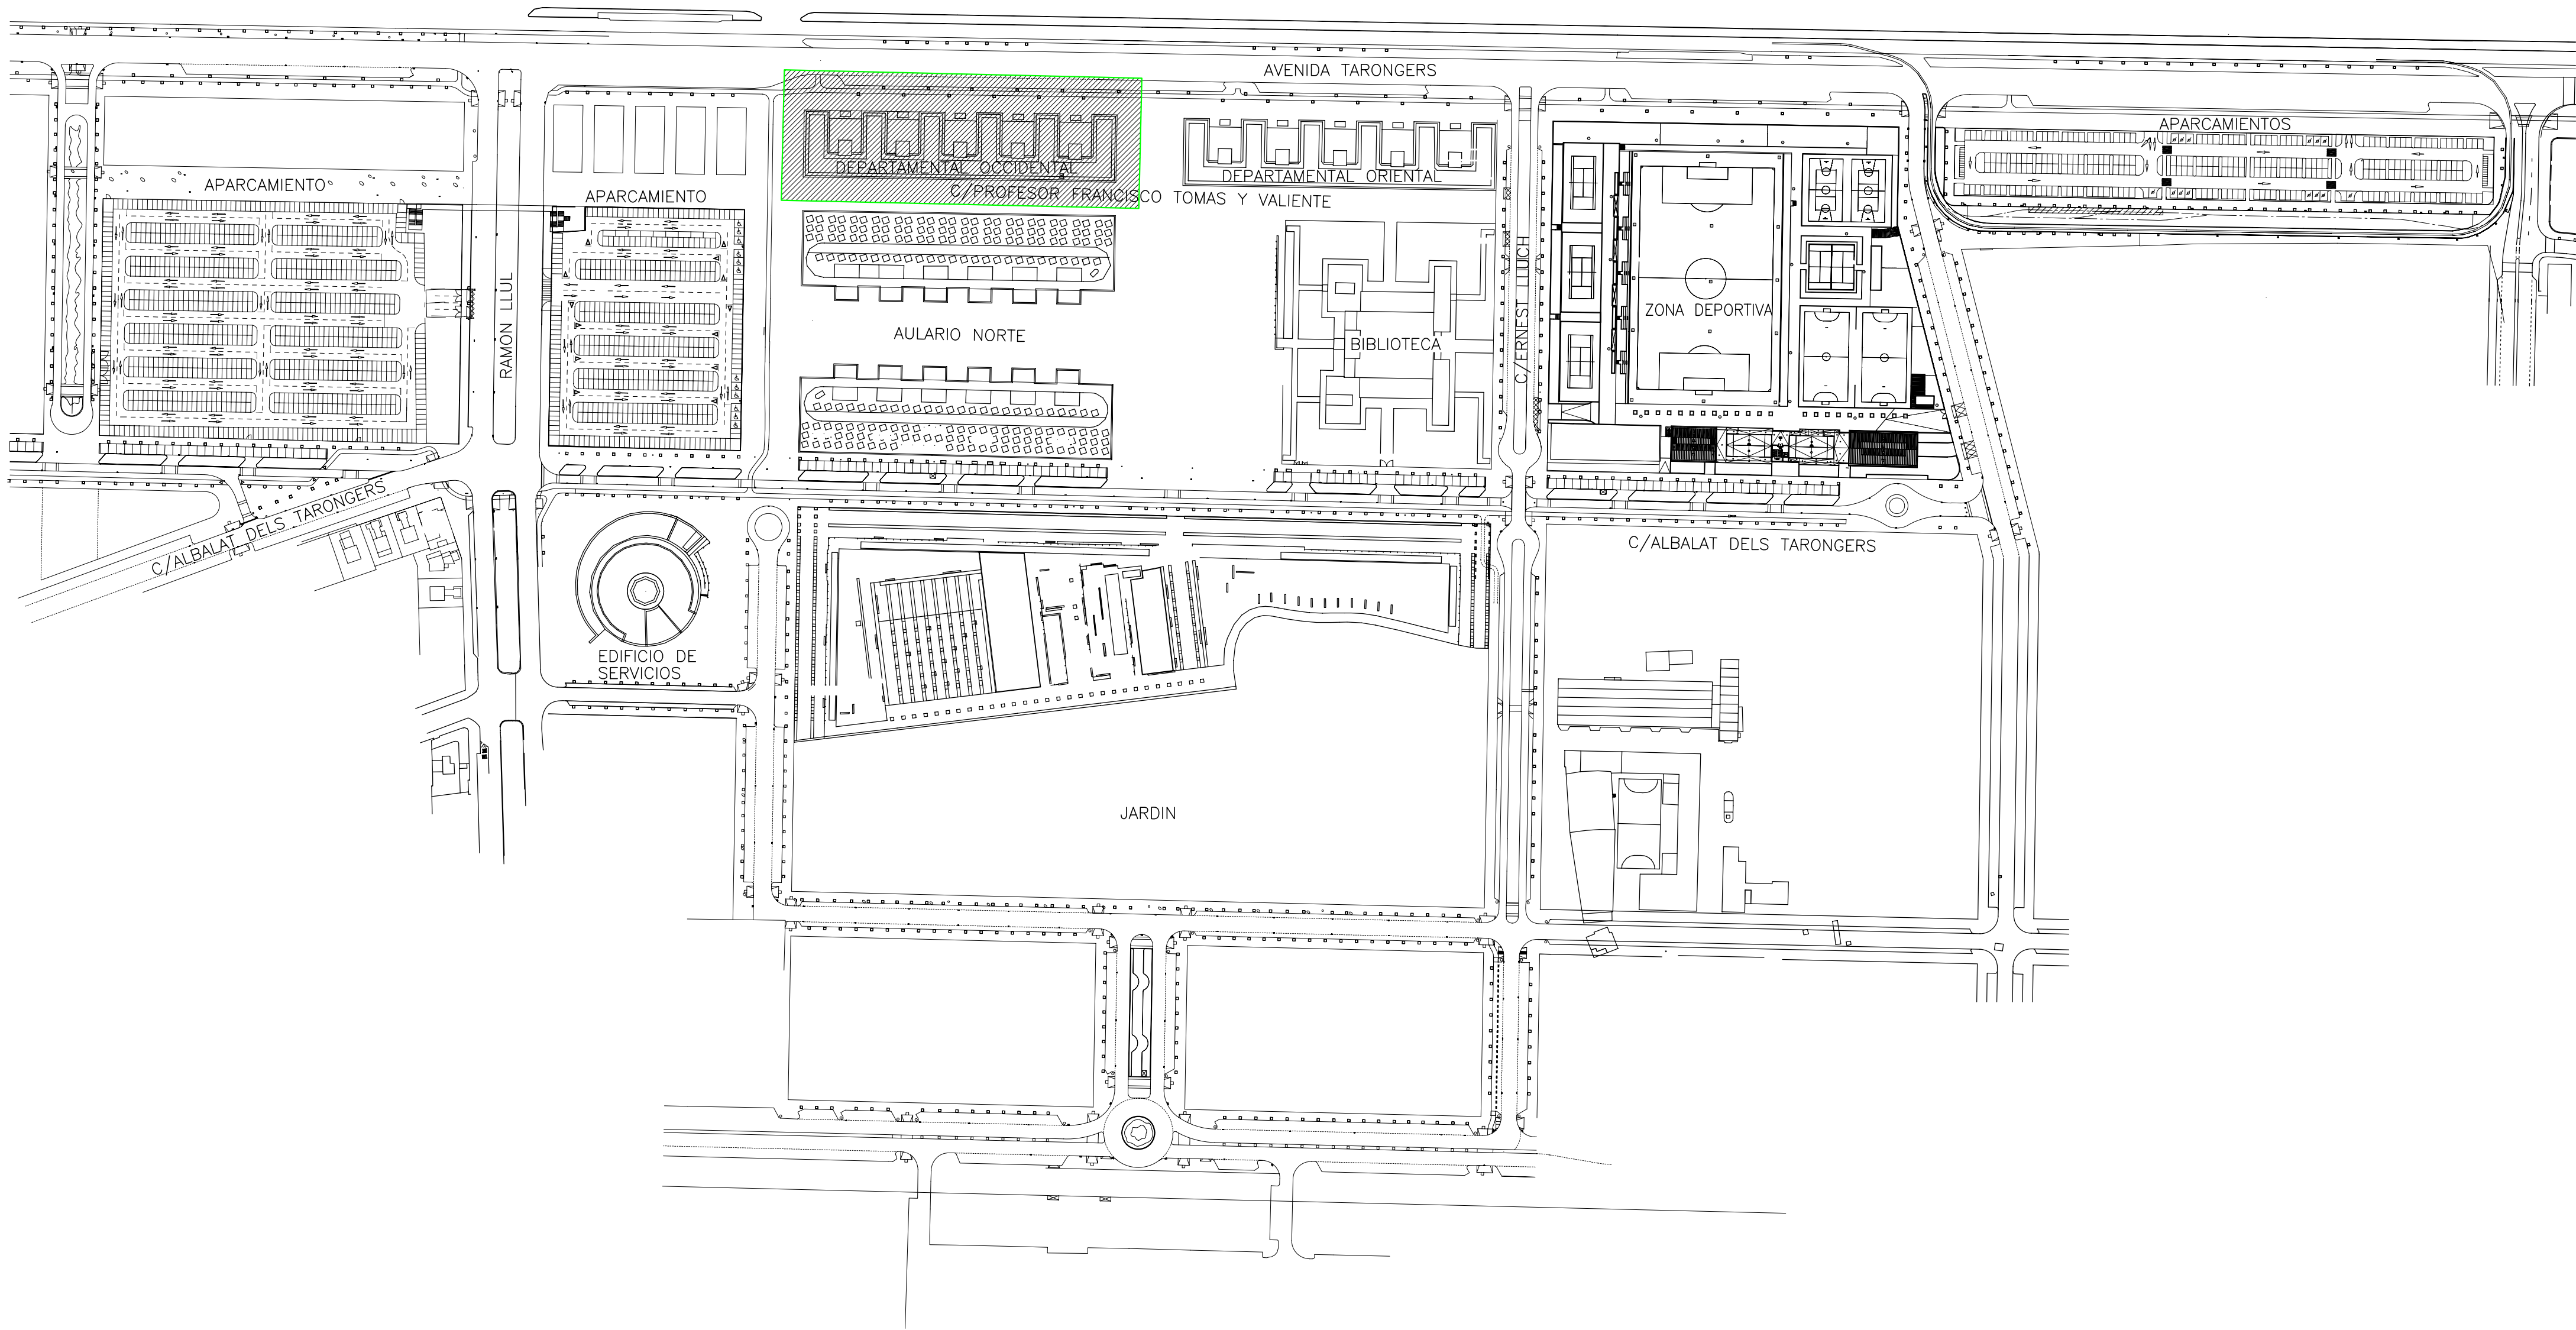 AVENIDA TARONGERS
APARCAMIENTOS
DEPARTAMENTAL OCCIDENTAL
DEPARTAMENTAL ORIENTAL
APARCAMIENTO
APARCAMIENTO
C/PROFESOR FRANCISCO TOMAS Y VALIENTE
RAMON LLUL
C/ERNEST LLUCH
ZONA DEPORTIVA
AULARIO NORTE
BIBLIOTECA
C/ALBALAT DELS TARONGERS
C/ALBALAT DELS TARONGERS
EDIFICIO DE
SERVICIOS
JARDIN